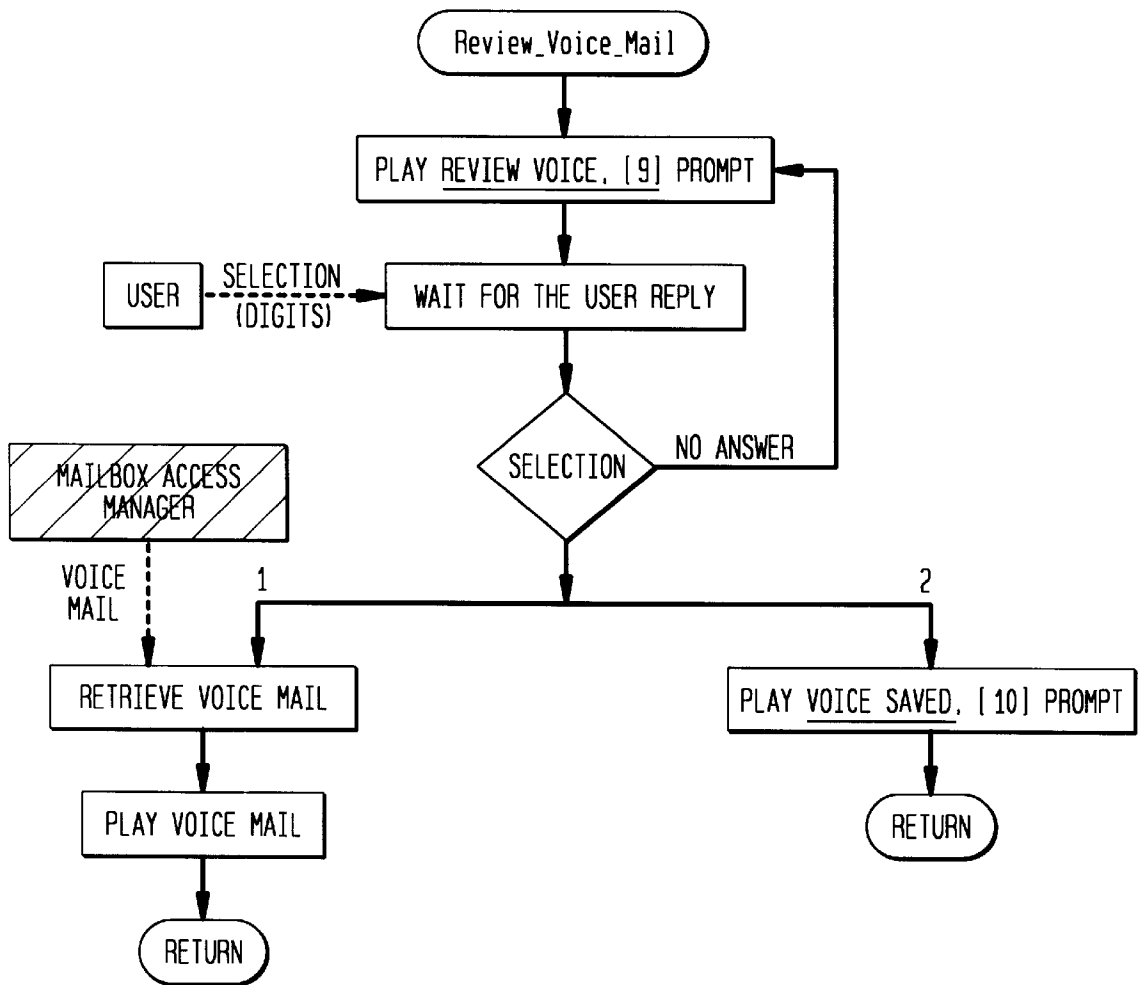 Review_Voice_Mail
PLAY REVIEW VOICE, [9] PROMPT
USER
SELECTION
(DIGITS)
WAIT FOR THE USER REPLY
SELECTION
NO ANSWER
MAILBOX ACCESS
MANAGER
VOICE
MAIL
1
2
RETRIEVE VOICE MAIL
PLAY VOICE SAVED, [10] PROMPT
PLAY VOICE MAIL
RETURN
RETURN